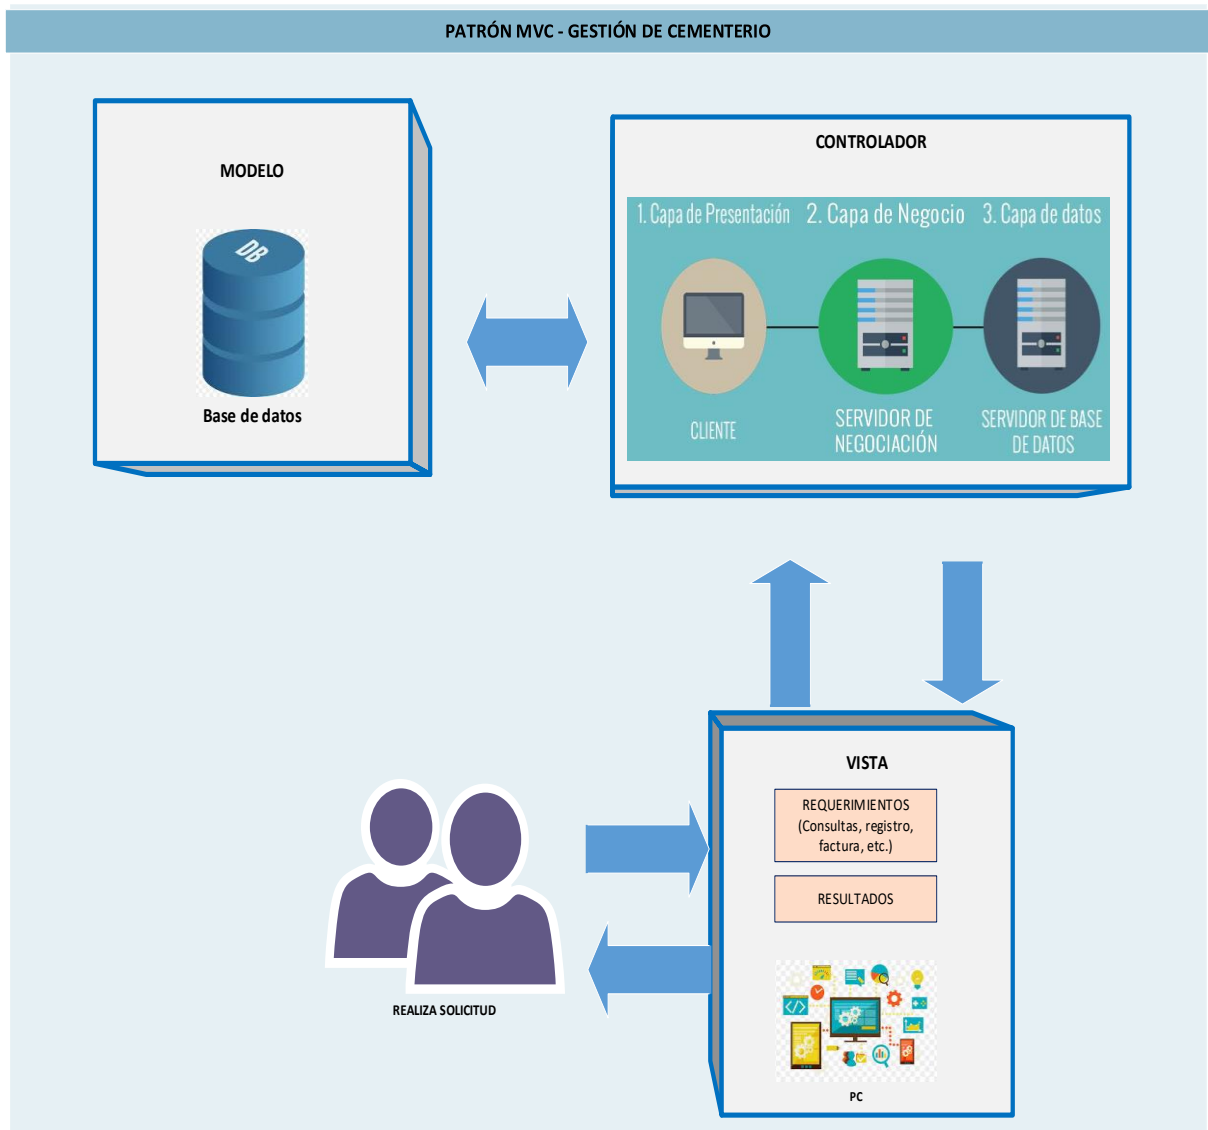 PATRÓN MVC - GESTIÓN DE CEMENTERIO
MODELO
DB
Base de datos
CONTROLADOR
1. Capa de Presentación
2. Capa de Negocio
3. Capa de datos
CLIENTE
SERVIDOR DE
NEGOCIACIÓN
SERVIDOR DE BASE
DE DATOS
VISTA
REQUERIMIENTOS
(Consultas, registro,
factura, etc.)
RESULTADOS
PC
REALIZA SOLICITUD